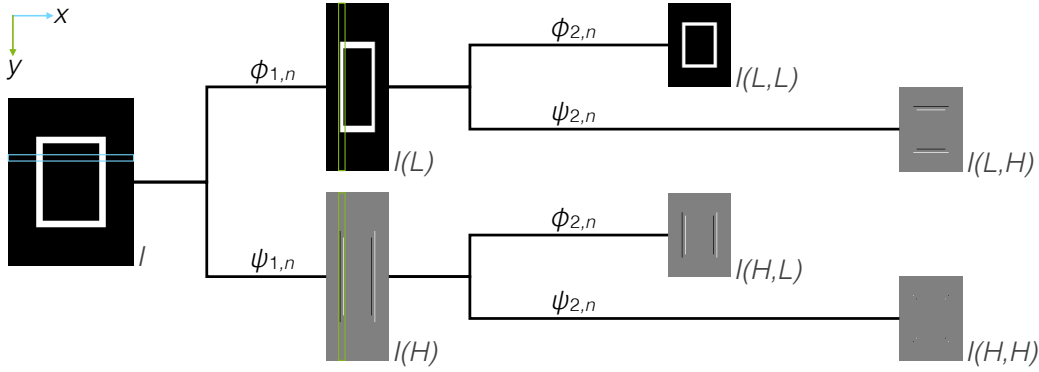 x
y
I
ϕ1,n
I(L)
ψ1,n
I(H)
ϕ2,n
I(L,L)
ψ2,n
I(L,H)
ϕ2,n
I(H,L)
ψ2,n
I(H,H)